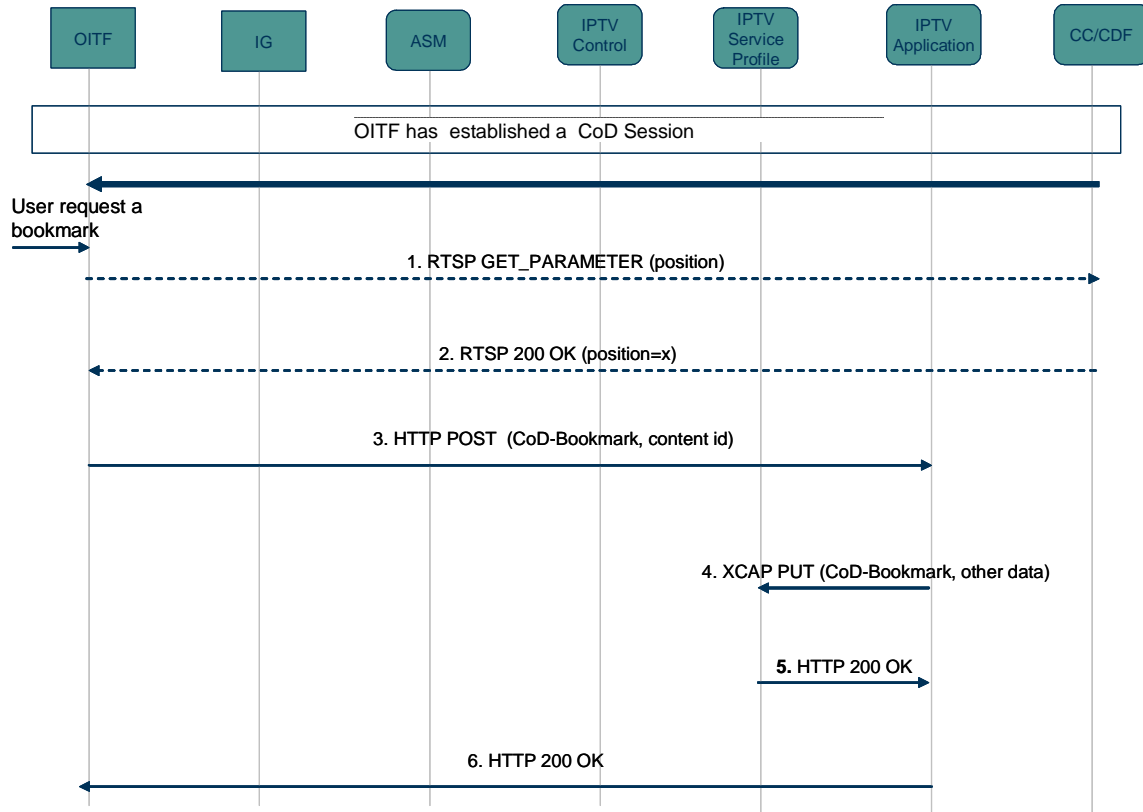 OITF
IG
ASM
IPTV
Control
IPTV
Service
Profile
IPTV
Application
CC/CDF
OITF has established a CoD Session
User request a
bookmark
1. RTSP GET_PARAMETER (position)
2. RTSP 200 OK (position=x)
3. HTTP POST (CoD-Bookmark, content id)
4. XCAP PUT (CoD-Bookmark, other data)
5. HTTP 200 OK
6. HTTP 200 OK